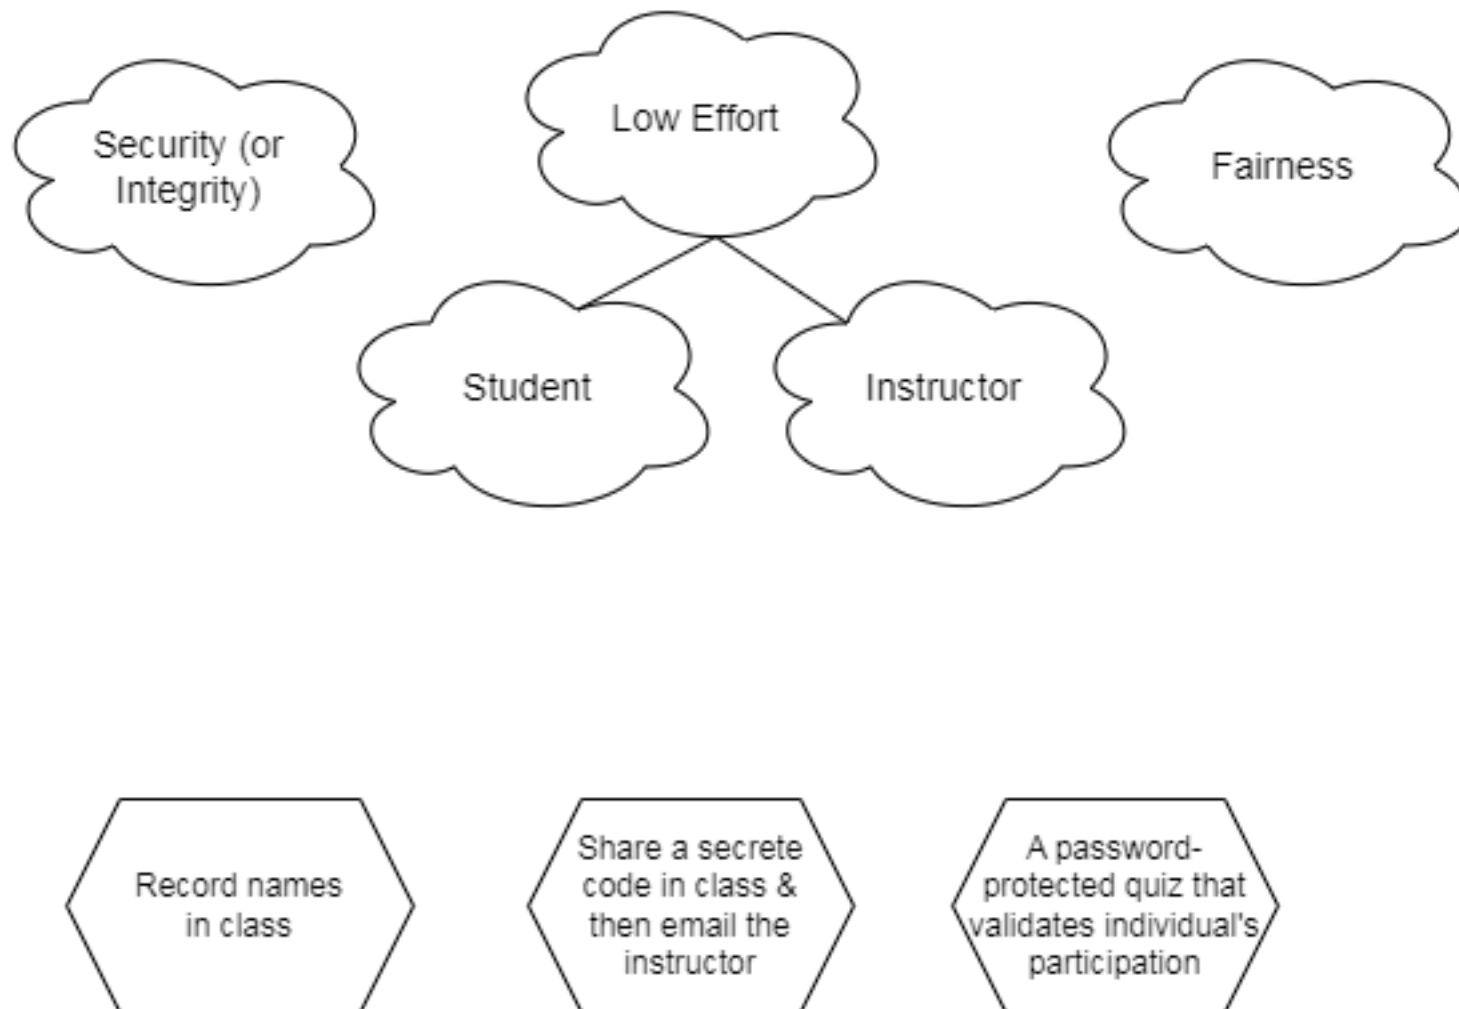 Low Effort
Security (or
Integrity)
Fairness
Student
Instructor
Record names
in class
Share a secrete
code in class &
then email the
instructor
A password-
protected quiz that
validates individual's
participation